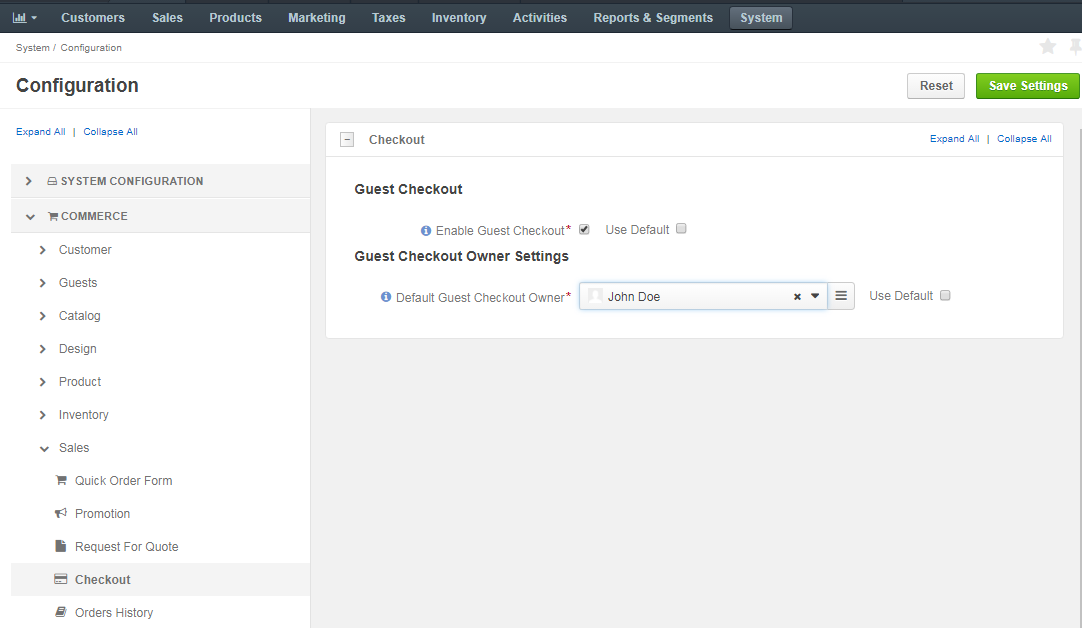 Customers Sales Products Marketing Taxes Inventory Activities Reports & Segments System
System / Configuration
Configuration
Reset Save Settings
Expand All | Collapse All
SYSTEM CONFIGURATION
COMMERCE
Customer
Guests
Catalog
Design
Product
Inventory
Sales
Quick Order Form
Promotion
Request For Quote
Checkout
Orders History
Checkout Expand All | Collapse All
Guest Checkout
Enable Guest Checkout* Use Default
Guest Checkout Owner Settings
Default Guest Checkout Owner* John Doe Use Default